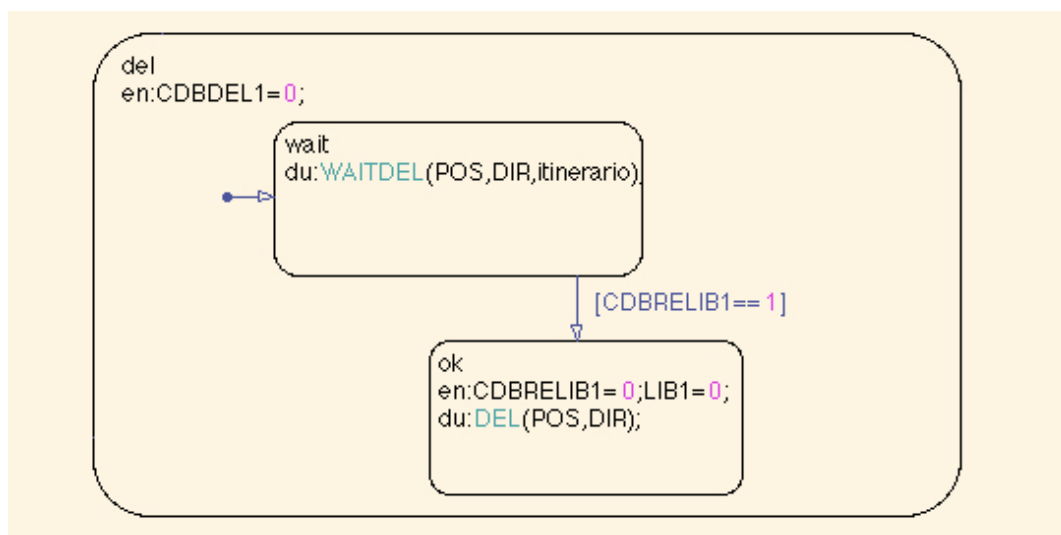 del
en:CDBDEL1=0;
wait
du:WAITDEL(POS,DIR,itinerario);
[CDBRELIB1==1]
ok
en:CDBRELIB1=0;LIB1=0;
du:DEL(POS,DIR);